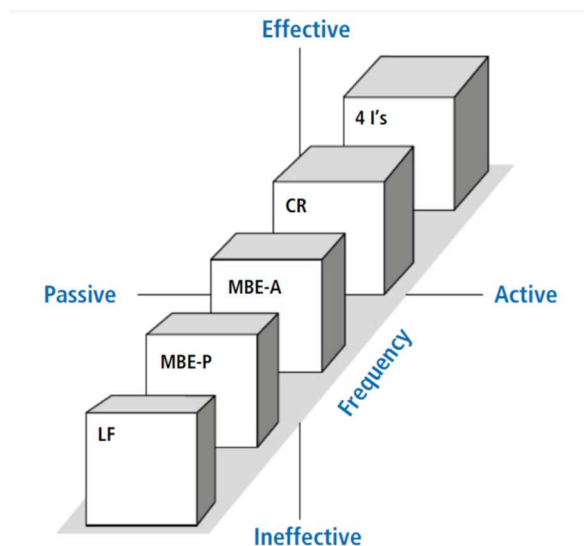 Effective
4 I's
CR
MBE-A
Passive
Active
MBE-P
Frequency
LF
Ineffective